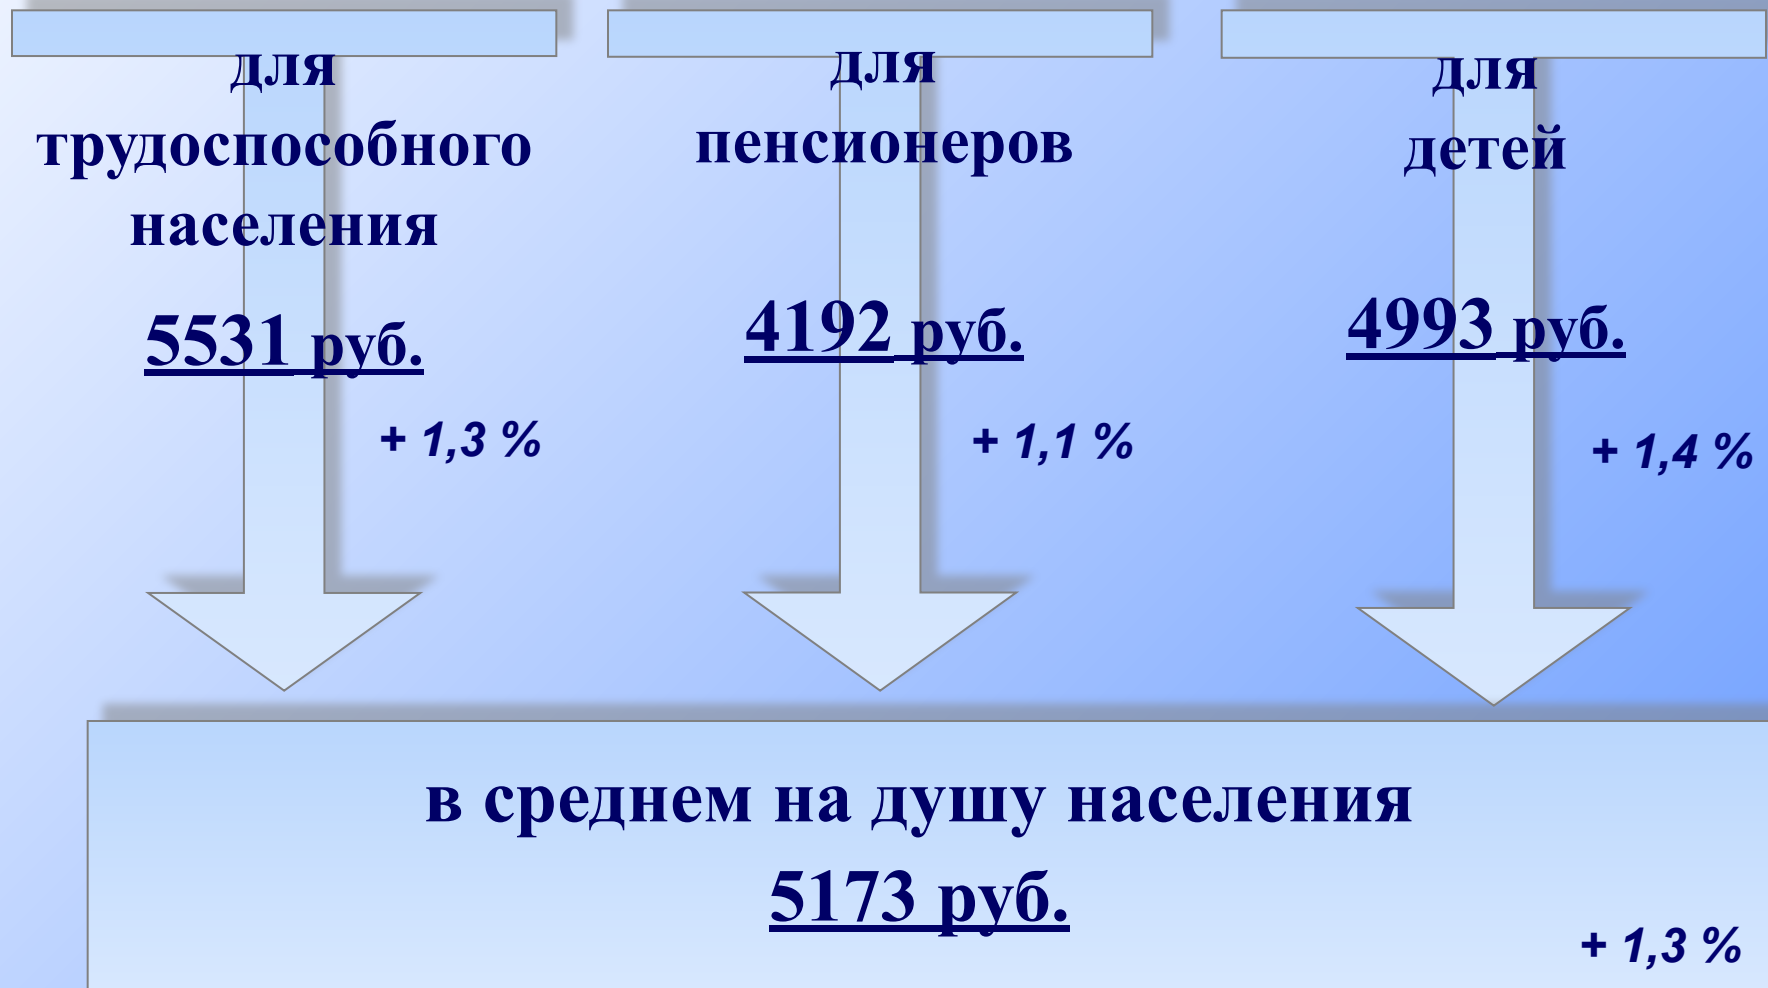 для
трудоспособного
населения
5531 руб.
+ 1,3 %
для
пенсионеров
4192 руб.
+ 1,1 %
для
детей
4993 руб.
+ 1,4 %
в среднем на душу населения
5173 руб.
+ 1,3 %